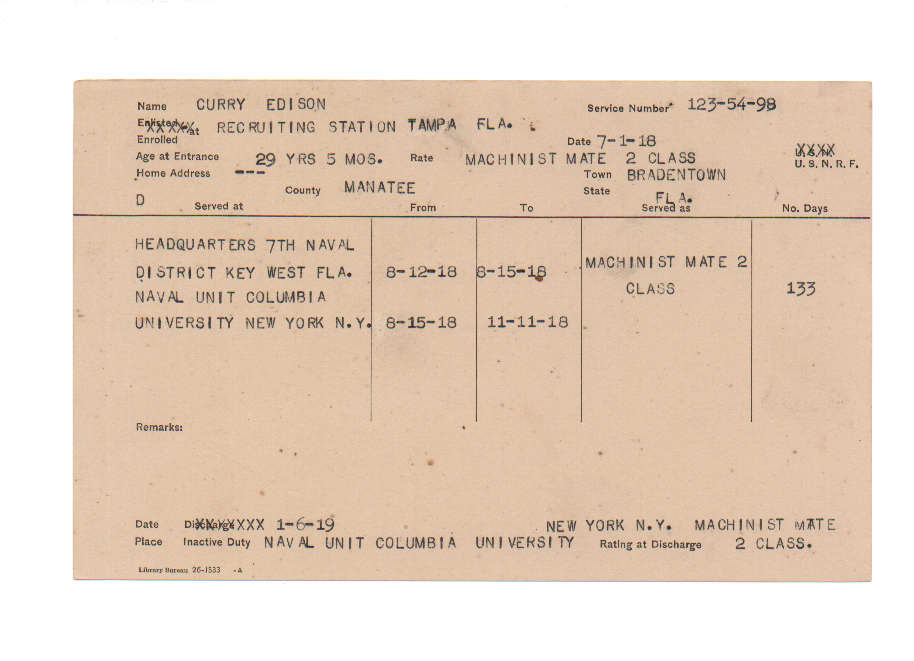 Name CURRY EDISON Service Number 123-54-98
Enlisted at RECRUITING STATION TAMPA FLA.
Enrolled Date 7-1-18
Age at Entrance 29 YRS 5 MOS. Rate MACHINIST MATE 2 CLASS U.S.N. XXXX
U. S. N. R. F.
Home Address --- Town BRADENTOWN
County MANATEE State FLA.
D Served at From To Served as No. Days
HEADQUARTERS 7TH NAVAL
DISTRICT KEY WEST FLA. 8-12-18 8-15-18 MACHINIST MATE 2
NAVAL UNIT COLUMBIA CLASS 133
UNIVERSITY NEW YORK N.Y. 8-15-18 11-11-18
Remarks:
Date Discharge XXX 1-6-19 NEW YORK N.Y. MACHINIST MATE
Place Inactive Duty NAVAL UNIT COLUMBIA UNIVERSITY Rating at Discharge 2 CLASS.
Library Bureau 26-1533 -A